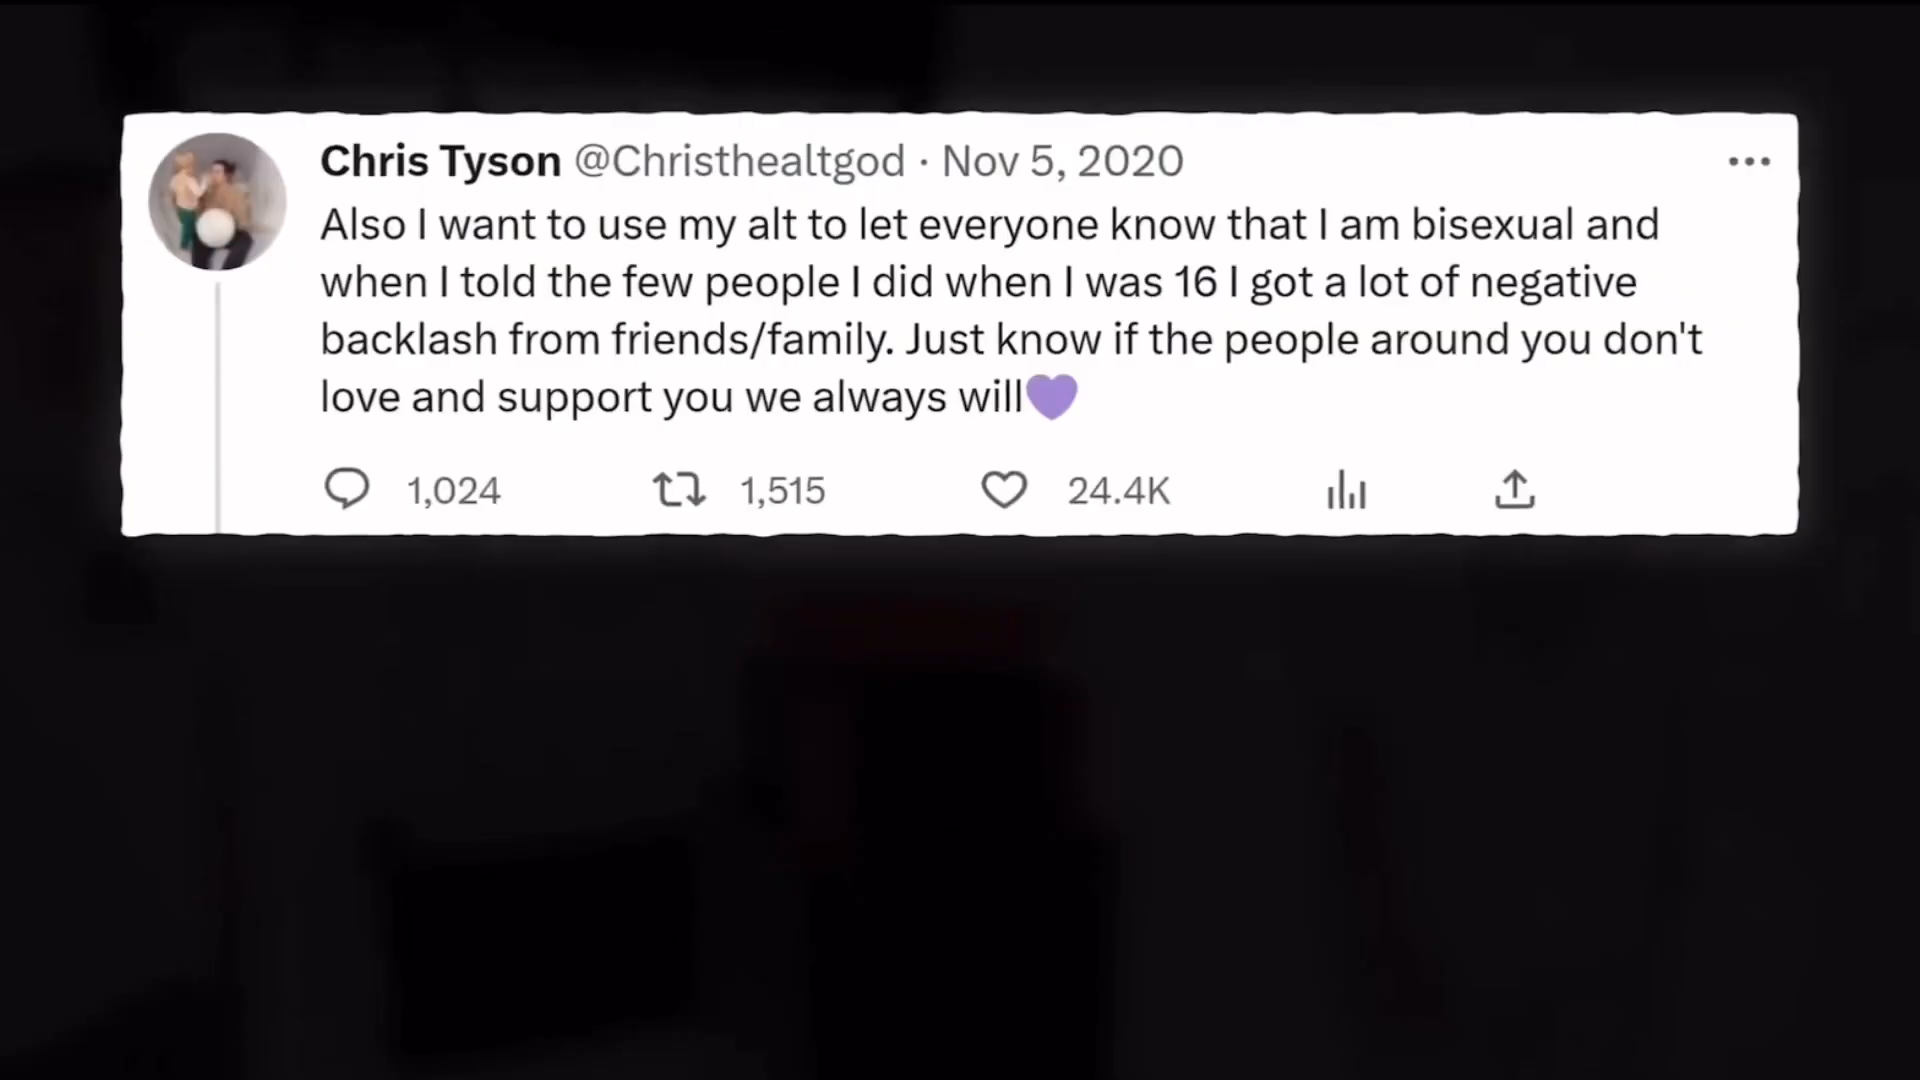 Chris Tyson @Christhealtgod · Nov 5, 2020
Also I want to use my alt to let everyone know that I am bisexual and
when I told the few people I did when I was 16 I got a lot of negative
backlash from friends/family. Just know if the people around you don't
love and support you we always will💜
1,024 1,515 24.4K